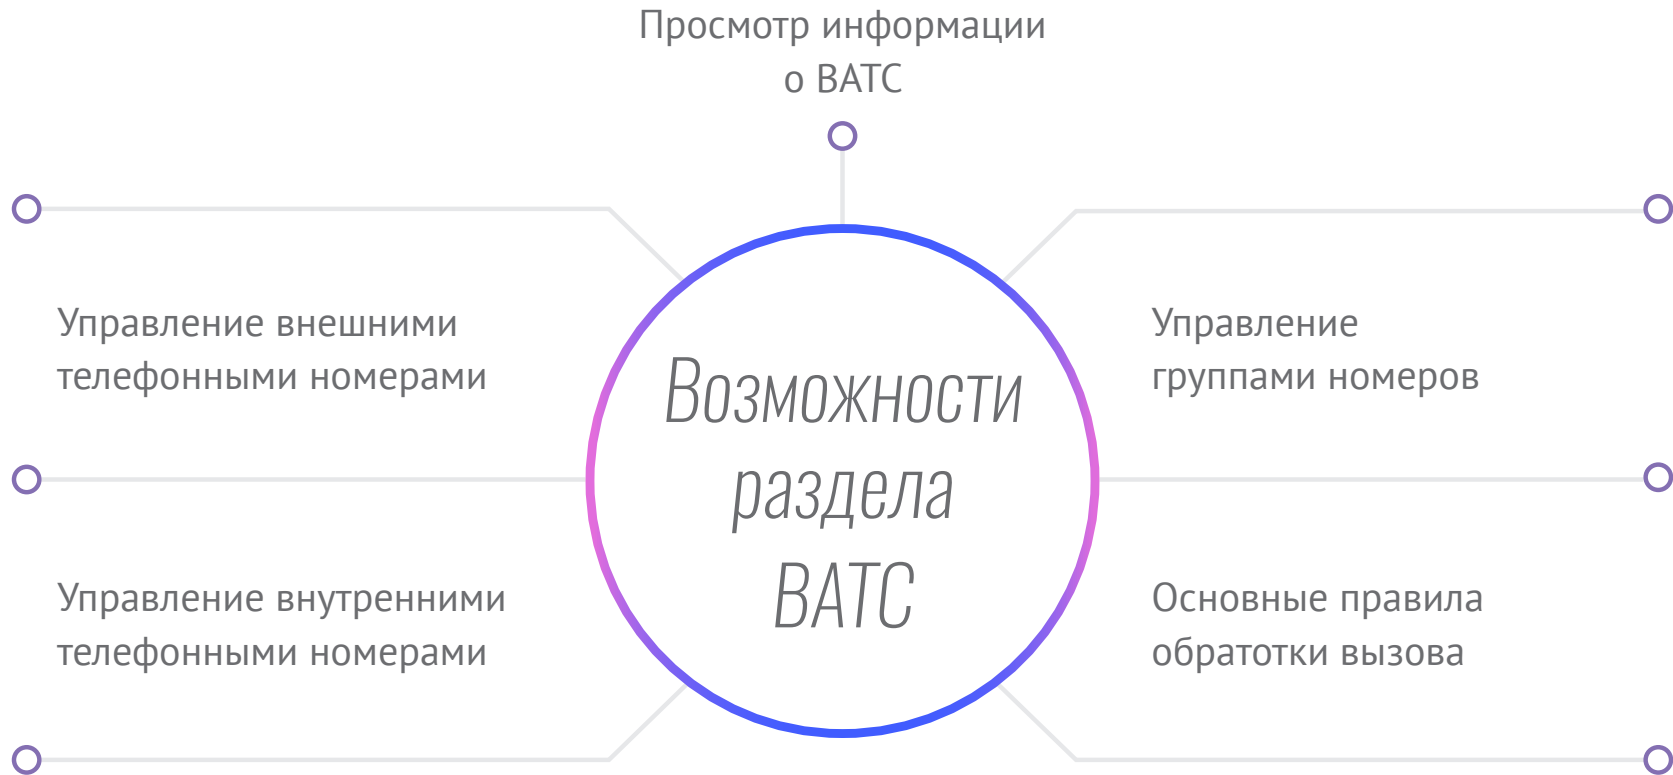 Просмотр информации
о ВАТС
Управление внешними
телефонными номерами
Управление
группами номеров
Возможности
раздела
ВАТС
Управление внутренними
телефонными номерами
Основные правила
обратотки вызова